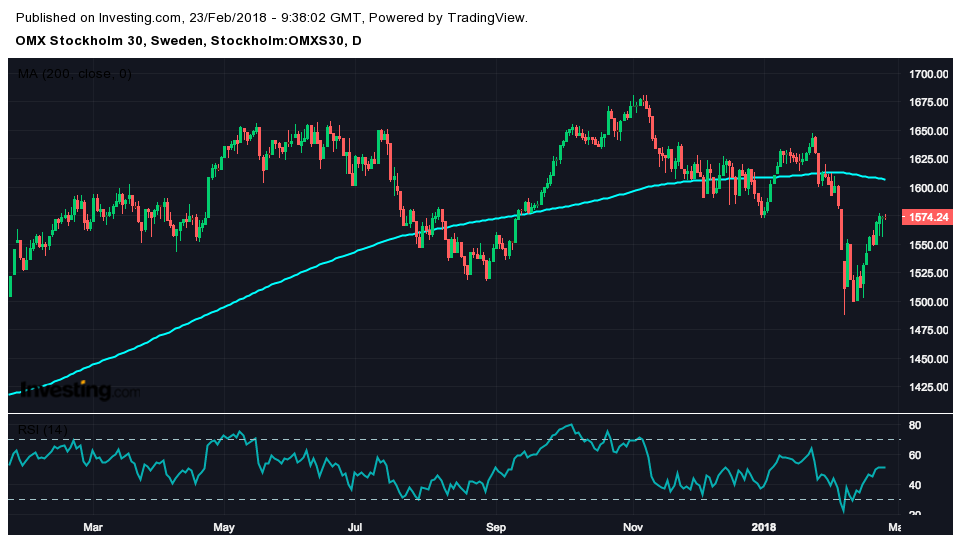 Published on Investing.com, 23/Feb/2018 - 9:38:02 GMT, Powered by TradingView.
OMX Stockholm 30, Sweden, Stockholm:OMXS30, D
MA (200, close, 0)
1700.00
1675.00
1650.00
1625.00
1600.00
1574.24
1550.00
1525.00
1500.00
1475.00
1450.00
1425.00
Investing.com
RSI (14)
80
60
40
20
Mar May Jul Sep Nov 2018 Ma